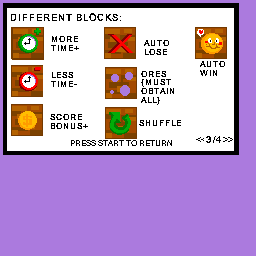 DIFFERENT BLOCKS:
MORE
TIME+
AUTO
LOSE
AUTO
WIN
LESS
TIME-
ORES
{MUST
OBTAIN
ALL}
SCORE
BONUS+
SHUFFLE
PRESS START TO RETURN
<<3/4>>